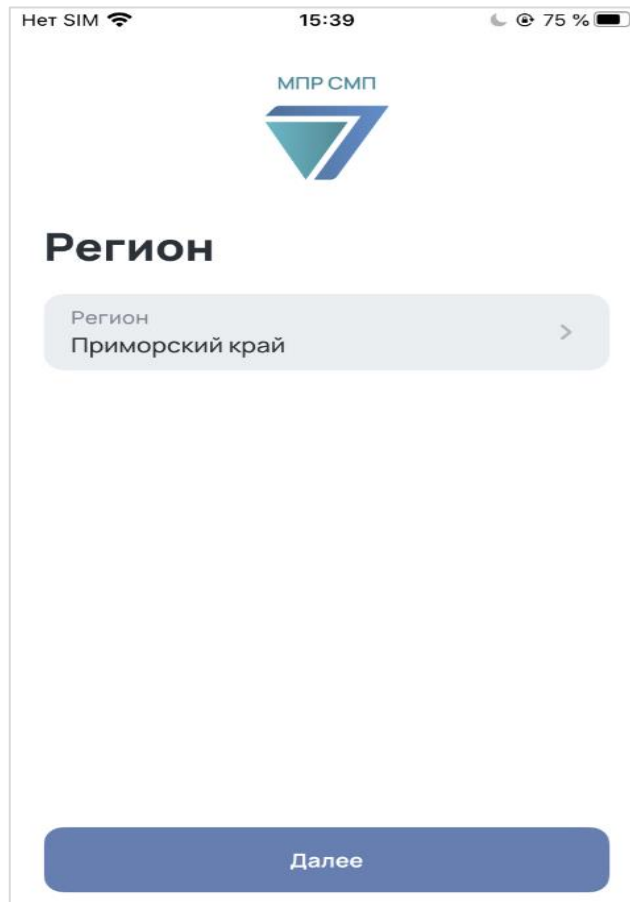 Нет SIM 15:39 75 %
МПР СМП
Регион
Регион
Приморский край
Далее